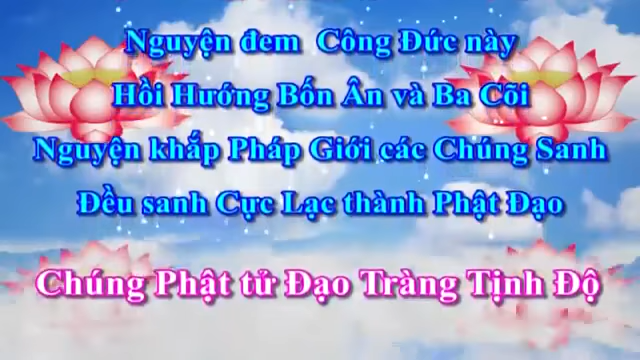 Nguyện đem Công Đức này
Hồi Hướng Bốn Ân và Ba Cõi
Nguyện khắp Pháp Giới các Chúng Sanh
Đều sanh Cực Lạc thành Phật Đạo
Chúng Phật tử Đạo Tràng Tịnh Độ